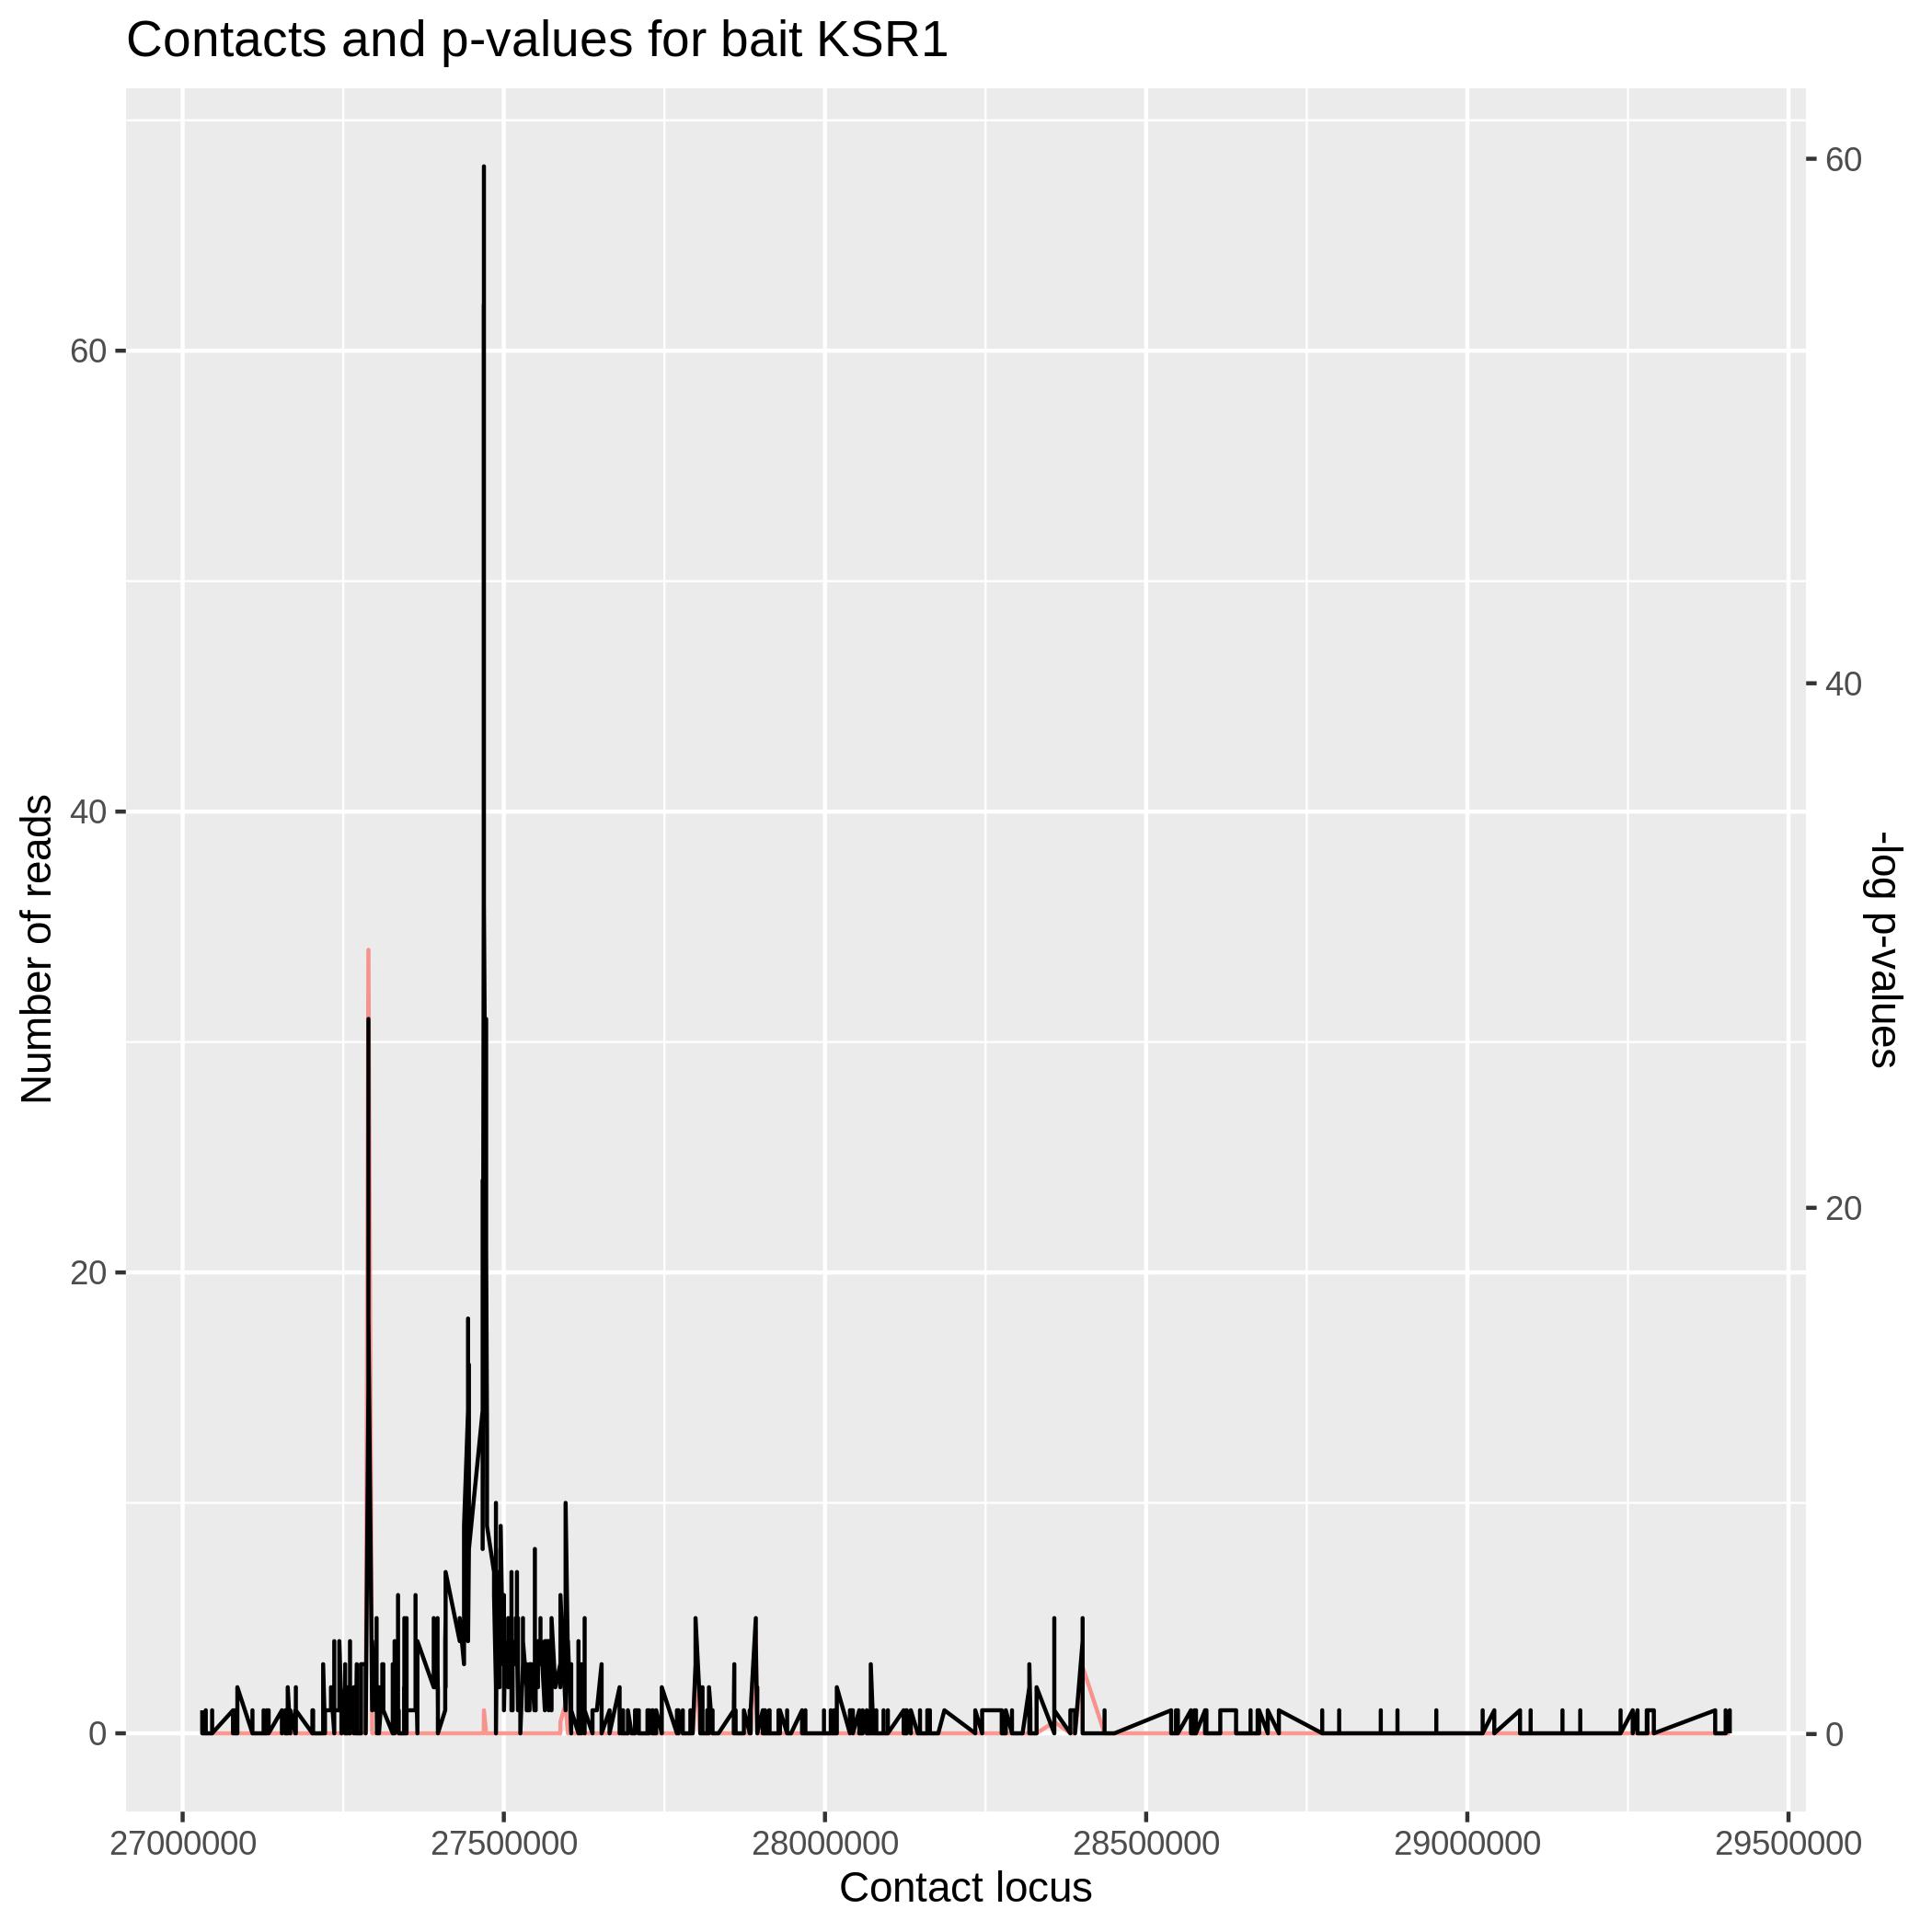 Contacts and p-values for bait KSR1
60
40
20
0
Number of reads
60
40
20
0
-log p-values
27000000 27500000 28000000 28500000 29000000 29500000
Contact locus